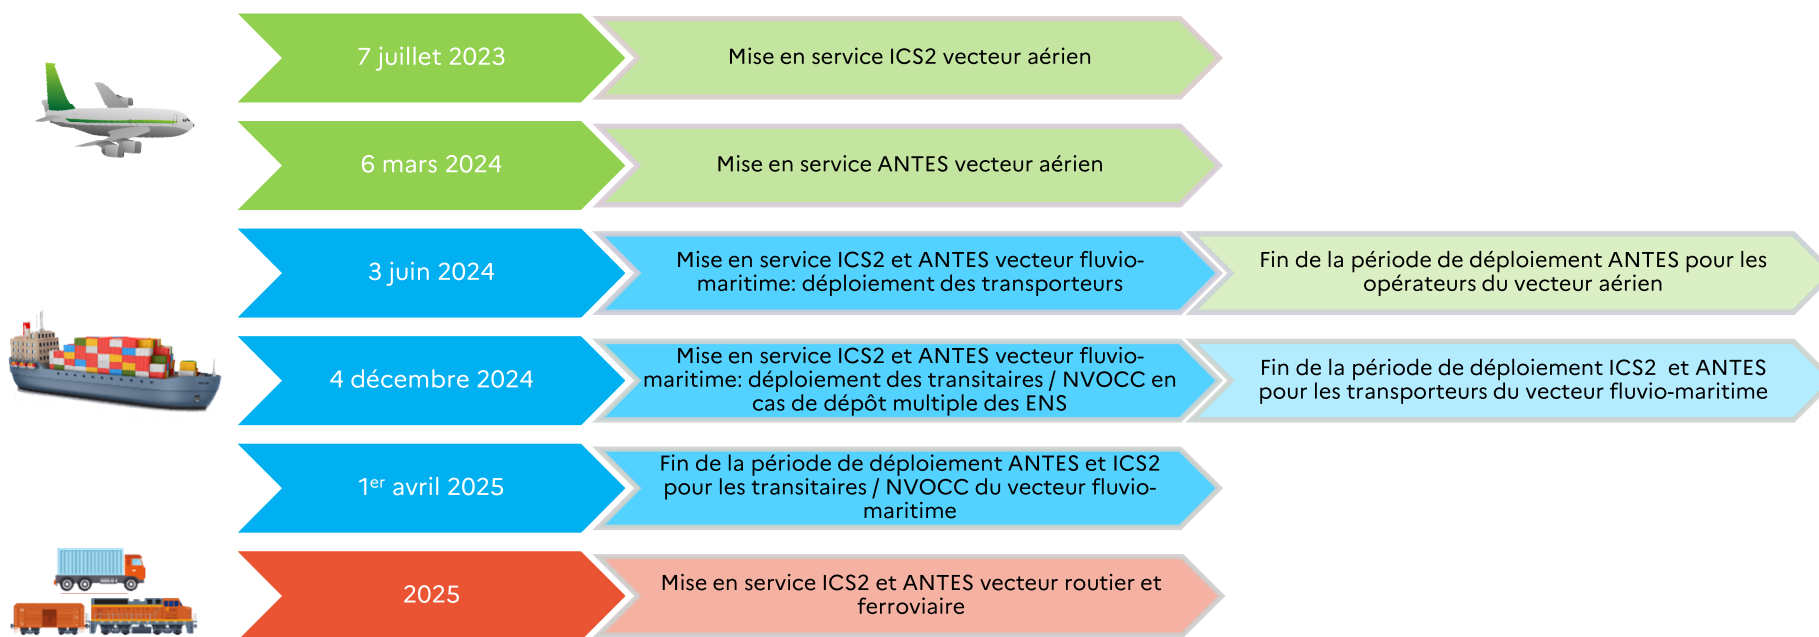 7 juillet 2023
Mise en service ICS2 vecteur aérien
6 mars 2024
Mise en service ANTES vecteur aérien
3 juin 2024
Mise en service ICS2 et ANTES vecteur fluvio-
maritime: déploiement des transporteurs
Fin de la période de déploiement ANTES pour les
opérateurs du vecteur aérien
4 décembre 2024
Mise en service ICS2 et ANTES vecteur fluvio-
maritime: déploiement des transitaires / NVOCC en
cas de dépôt multiple des ENS
Fin de la période de déploiement ICS2 et ANTES
pour les transporteurs du vecteur fluvio-maritime
1er avril 2025
Fin de la période de déploiement ANTES et ICS2
pour les transitaires / NVOCC du vecteur fluvio-
maritime
2025
Mise en service ICS2 et ANTES vecteur routier et
ferroviaire